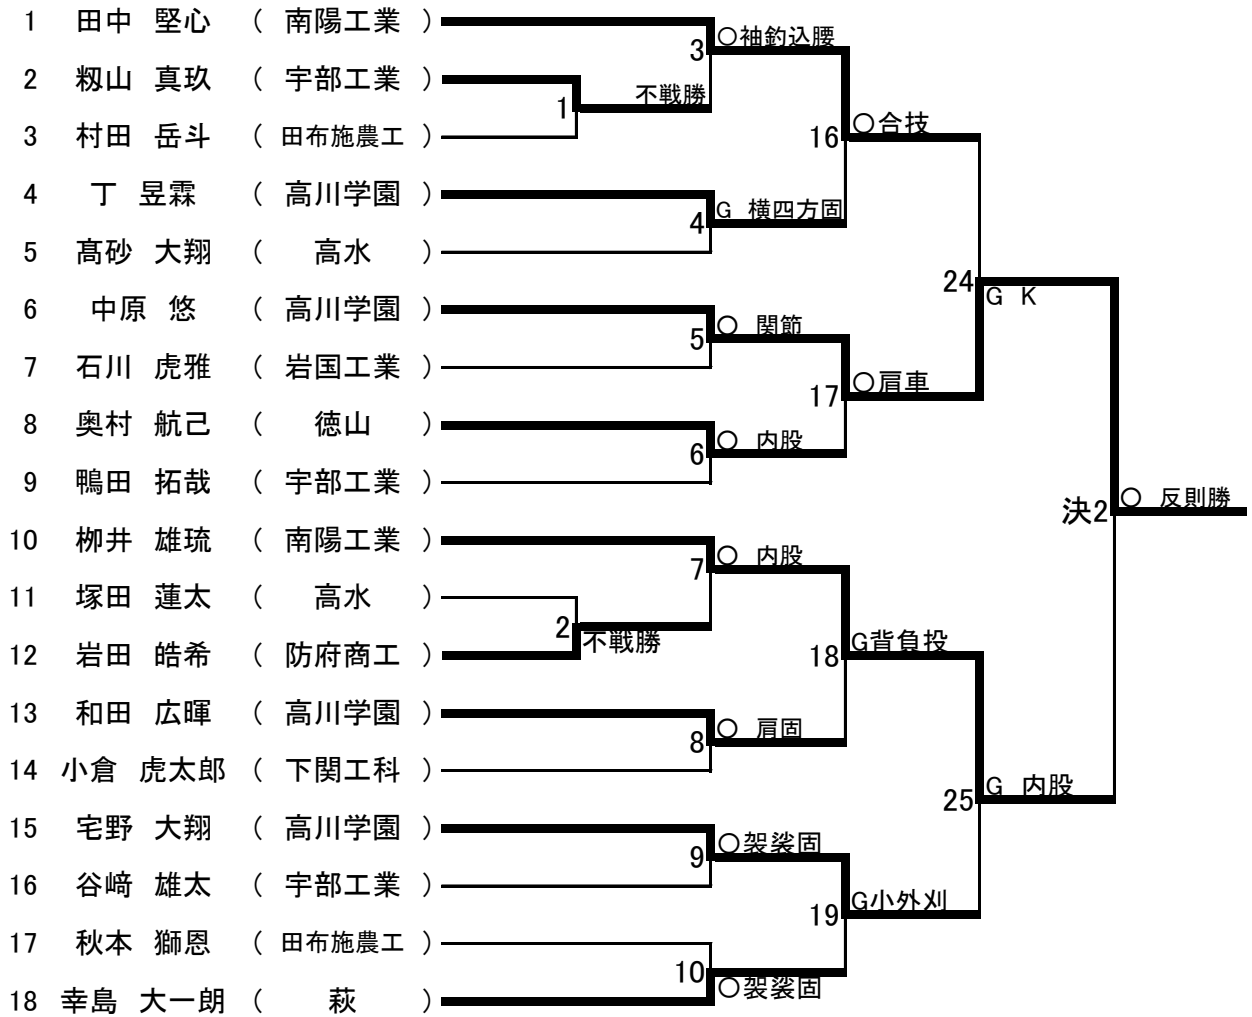 1 田中 堅心 ( 南陽工業 )
3 ○袖釣込腰
2 籾山 真玖 ( 宇部工業 )
1 不戦勝
3 村田 岳斗 ( 田布施農工 )
16 ○合技
4 丁 昱霖 ( 高川学園 )
4 G 横四方固
5 髙砂 大翔 ( 高水 )
24 G K
6 中原 悠 ( 高川学園 )
5 ○ 関節
7 石川 虎雅 ( 岩国工業 )
17 ○肩車
8 奥村 航己 ( 徳山 )
6 ○ 内股
9 鴨田 拓哉 ( 宇部工業 )
決2 ○ 反則勝
10 栁井 雄琉 ( 南陽工業 )
7 ○ 内股
11 塚田 蓮太 ( 高水 )
2 不戦勝
12 岩田 皓希 ( 防府商工 )
18 G背負投
13 和田 広暉 ( 高川学園 )
8 ○ 肩固
14 小倉 虎太郎 ( 下関工科 )
25 G 内股
15 宅野 大翔 ( 高川学園 )
9 ○袈裟固
16 谷﨑 雄太 ( 宇部工業 )
19 G小外刈
17 秋本 獅恩 ( 田布施農工 )
10 ○袈裟固
18 幸島 大一朗 ( 萩 )